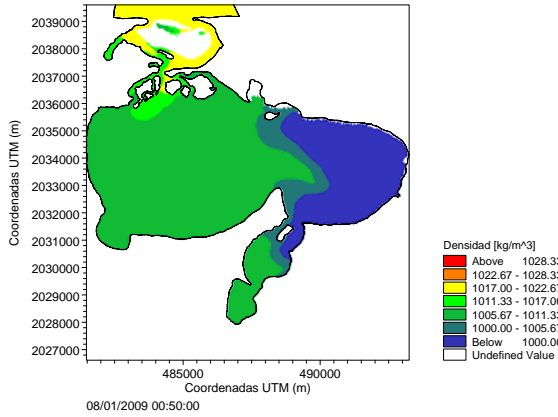 2039000
2038000
2037000
2036000
2035000
2034000
2033000
2032000
2031000
2030000
2029000
2028000
2027000
Coordenadas UTM (m)
485000
490000
Coordenadas UTM (m)
08/01/2009 00:50:00
Densidad [kg/m^3]
Above 1028.33
1022.67 - 1028.33
1017.00 - 1022.67
1011.33 - 1017.00
1005.67 - 1011.33
1000.00 - 1005.67
Below 1000.00
Undefined Value